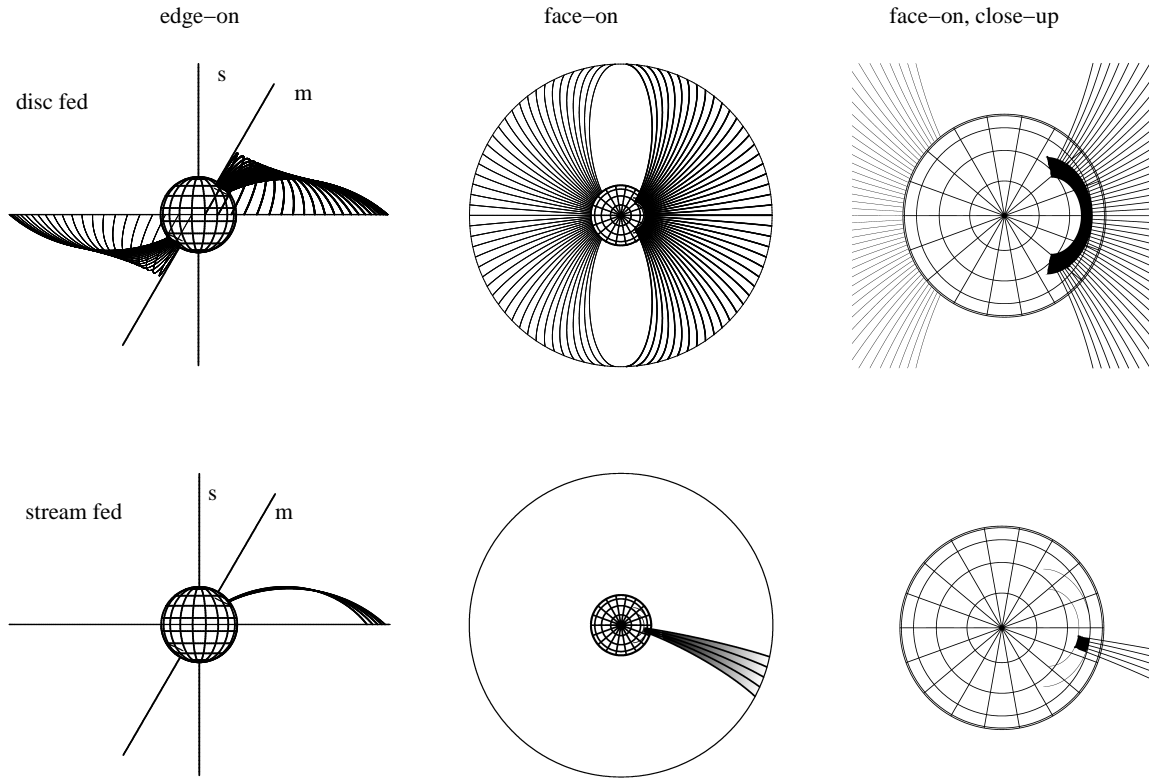 edge−on
face−on
face−on, close−up
s
m
disc fed
s
m
stream fed